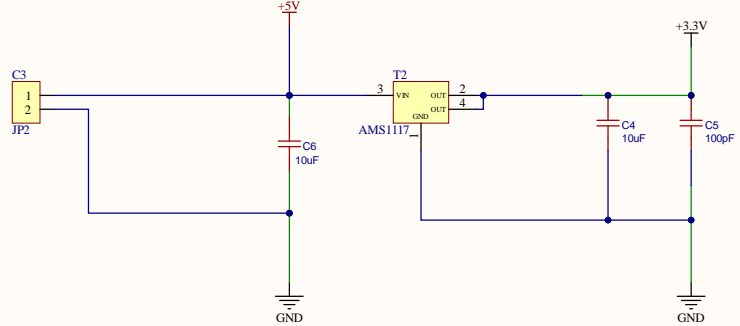 +5V
+3.3V
C3
1
2
JP2
T2
3
VIN
OUT
2
OUT
4
GND
AMS1117
1
C6
10uF
C4
10uF
C5
100pF
GND
GND